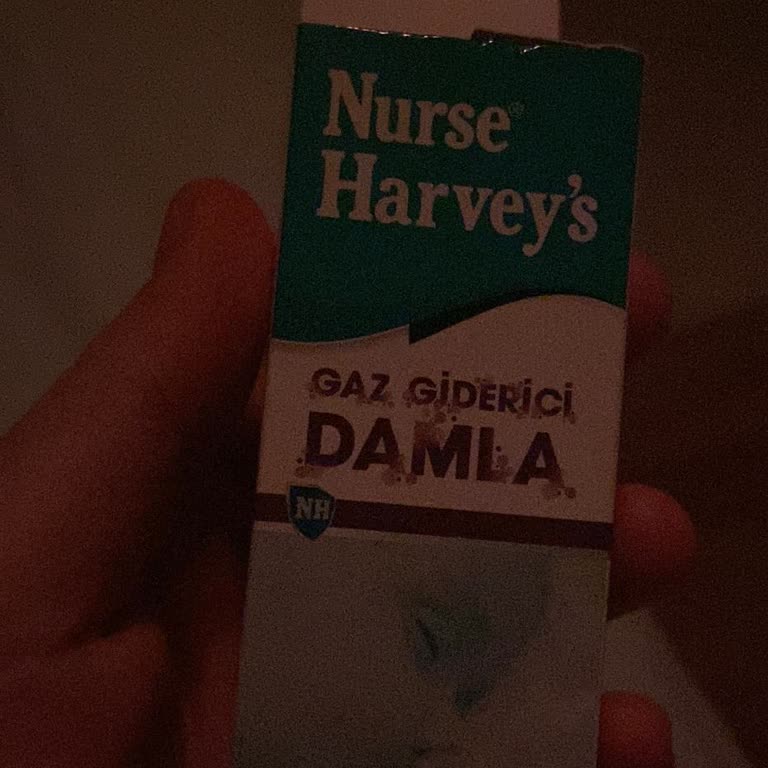 Nurse®
Harvey's
GAZ GİDERİCİ
DAMLA
NH